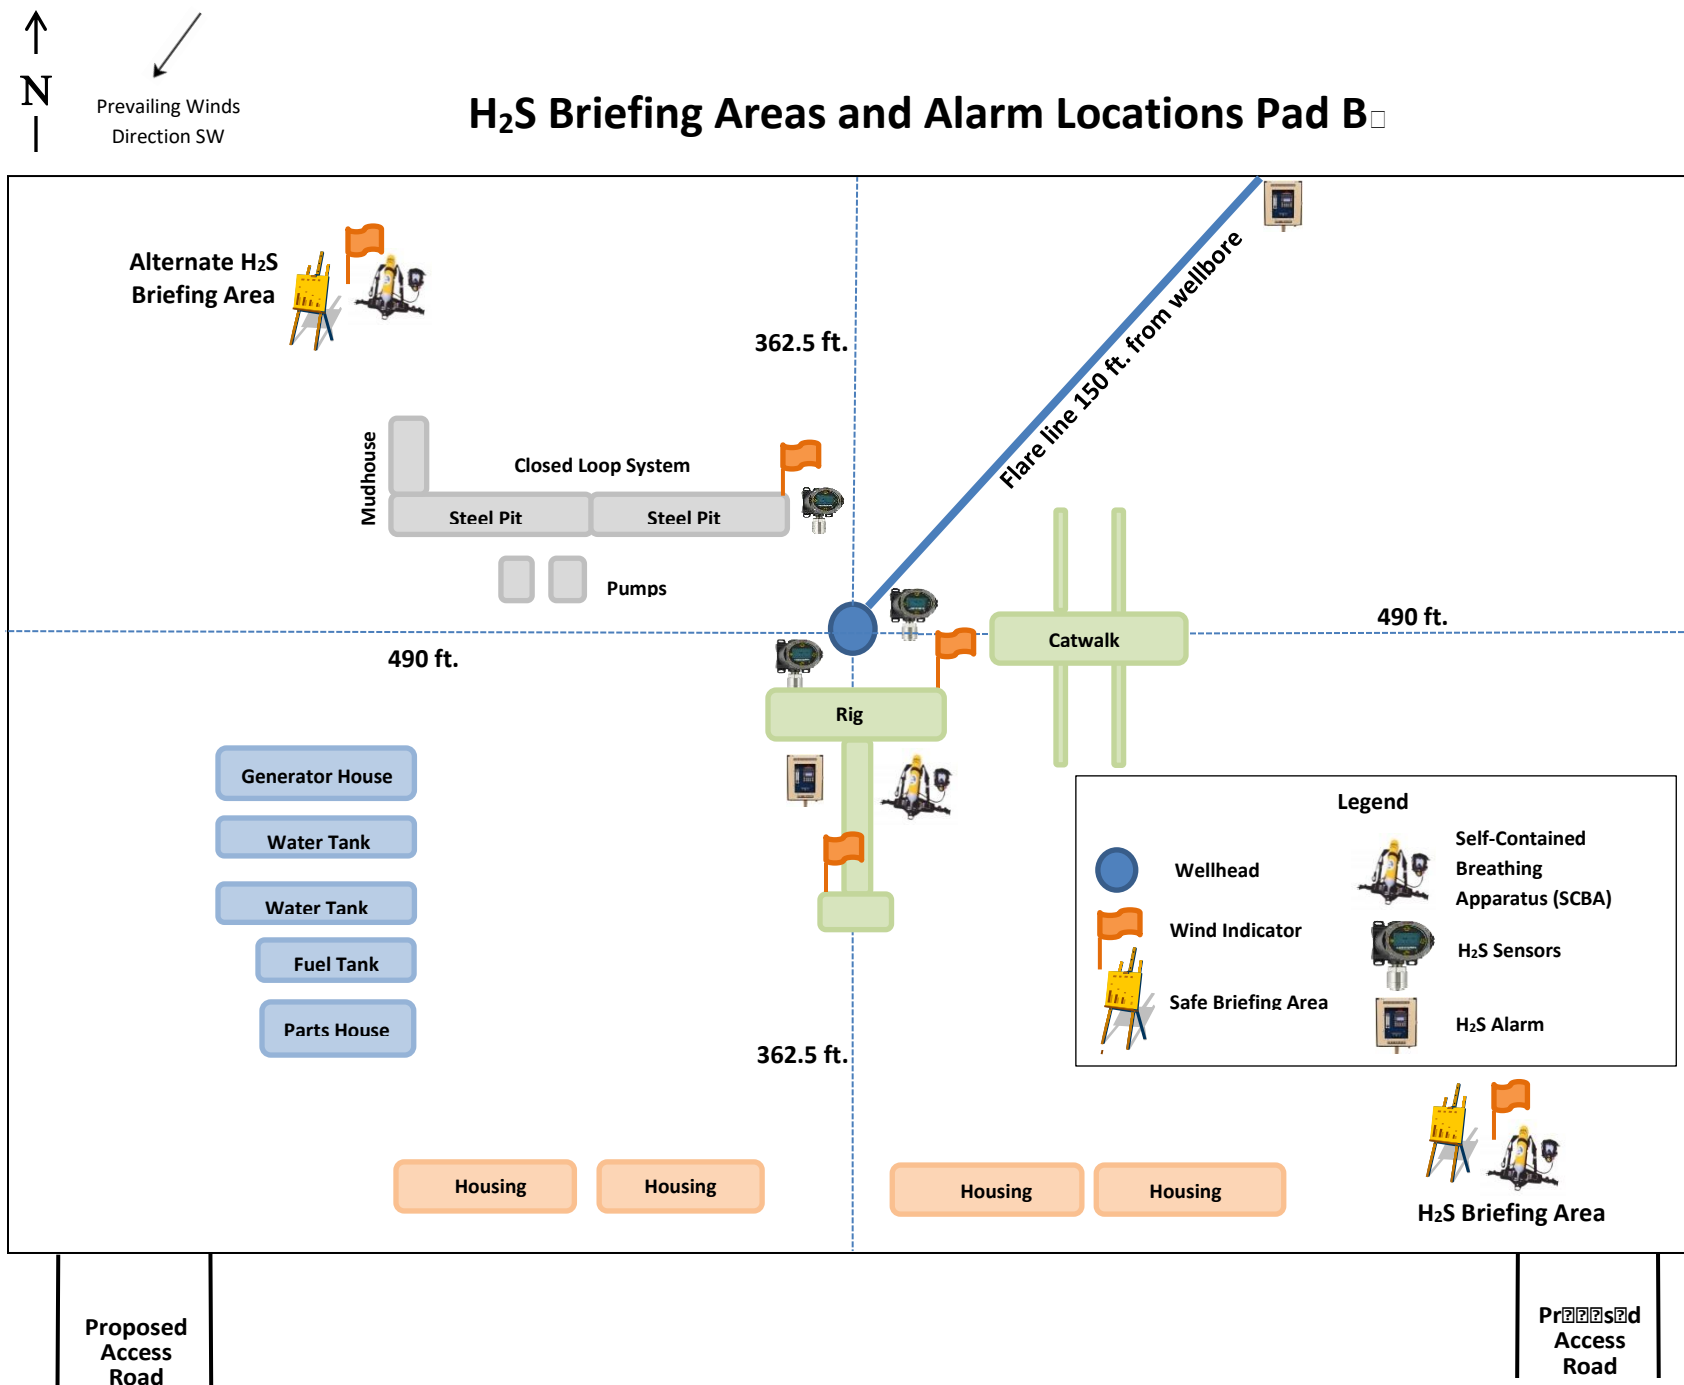 N
Prevailing Winds
Direction SW
H₂S Briefing Areas and Alarm Locations Pad B
Alternate H₂S
Briefing Area
362.5 ft.
Flare line 150 ft. from wellbore
Mudhouse
Closed Loop System
Steel Pit
Steel Pit
Pumps
490 ft.
490 ft.
Catwalk
Rig
Generator House
Water Tank
Water Tank
Fuel Tank
Parts House
362.5 ft.
Legend
Wellhead
Wind Indicator
Safe Briefing Area
Self-Contained
Breathing
Apparatus (SCBA)
H₂S Sensors
H₂S Alarm
Housing
Housing
Housing
Housing
H₂S Briefing Area
Proposed
Access
Road
Access
Road